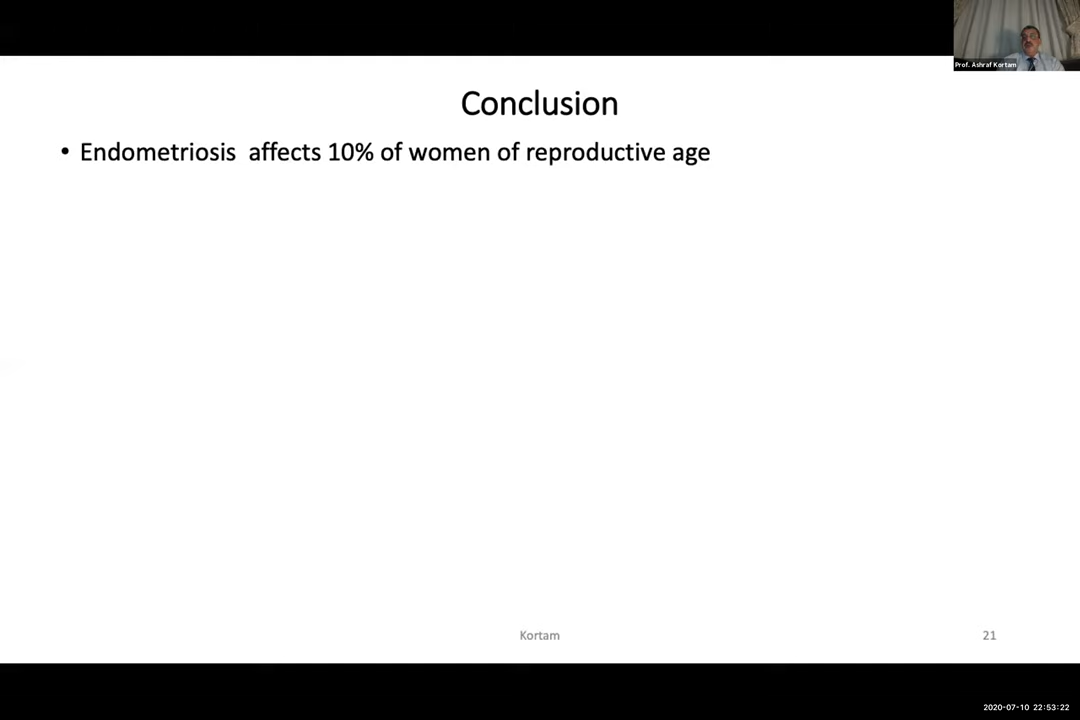 Prof. Ashraf Kortam
Conclusion
• Endometriosis affects 10% of women of reproductive age
Kortam
21
2020-07-10 22:53:22